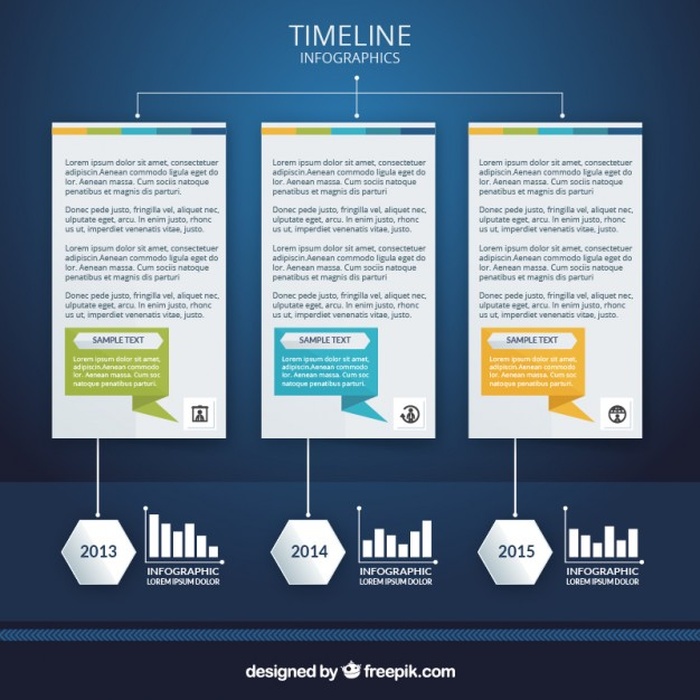 TIMELINE
INFOGRAPHICS
Lorem ipsum dolor sit amet, consectetuer
adipiscin.Aenean commodo ligula eget do
lor. Aenean massa. Cum sociis natoque
penatibus et magnis parturi
Donec pede justo, fringilla vel, aliquet nec,
ulputate eget, arcu. In enim justo, rhonc
us ut, imperdiet venenatis vitae, justo.
Lorem ipsum dolor sit amet, consectetuer
adipiscin.Aenean commodo ligula eget do
lor. Aenean massa. Cum sociis natoque
penatibus et magnis dis parturi
Donec pede justo, fringilla vel, aliquet nec,
ulputate eget, arcu. In enim justo, rhonc
us ut, imperdiet venenatis vitae, justo.
SAMPLE TEXT
Lorem ipsum dolor sit amet,
adipiscin.Aenean commodo
lor. Aenean massa. Cum soc
natoque penatibus parturi.
Lorem ipsum dolor sit amet, consectetuer
adipiscin.Aenean commodo ligula eget do
lor. Aenean massa. Cum sociis natoque
penatibus et magnis dis parturi
Donec pede justo, fringilla vel, aliquet nec,
ulputate eget, arcu. In enim justo, rhonc
us ut, imperdiet venenatis vitae, justo.
Lorem ipsum dolor sit amet, consectetuer
adipiscin.Aenean commodo ligula eget do
lor. Aenean massa. Cum sociis natoque
penatibus et magnis dis parturi
Donec pede justo, fringilla vel, aliquet nec,
ulputate eget, arcu. In enim justo, rhonc
us ut, imperdiet venenatis vitae, justo.
SAMPLE TEXT
Lorem ipsum dolor sit amet,
adipiscin.Aenean commodo
lor. Aenean massa. Cum soc
natoque penatibus parturi.
Lorem ipsum dolor sit amet, consectetuer
adipiscin.Aenean commodo ligula eget do
lor. Aenean massa. Cum sociis natoque
penatibus et magnis dis parturi
Donec pede justo, fringilla vel, aliquet nec,
ulputate eget, arcu. In enim justo, rhonc
us ut, imperdiet venenatis vitae, justo.
Lorem ipsum dolor sit amet, consectetuer
adipiscin.Aenean commodo ligula eget do
lor. Aenean massa. Cum sociis natoque
penatibus et magnis dis parturi
Donec pede justo, fringilla vel, aliquet nec,
ulputate eget, arcu. In enim justo, rhonc
us ut, imperdiet venenatis vitae, justo.
SAMPLE TEXT
Lorem ipsum dolor sit amet,
adipiscin.Aenean commodo
lor. Aenean massa. Cum soc
natoque penatibus parturi.
2013
INFOGRAPHIC
LOREM IPSUM DOLOR
2014
INFOGRAPHIC
LOREM IPSUM DOLOR
2015
INFOGRAPHIC
LOREM IPSUM DOLOR
designed by freepik.com